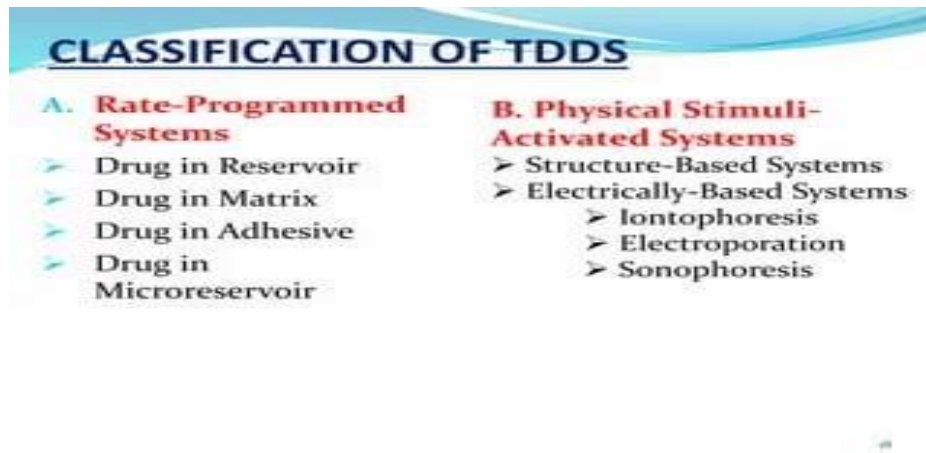 CLASSIFICATION OF TDDS
A. Rate-Programmed
Systems
➢ Drug in Reservoir
➢ Drug in Matrix
➢ Drug in Adhesive
➢ Drug in
Microreservoir
B. Physical Stimuli-
Activated Systems
➢ Structure-Based Systems
➢ Electrically-Based Systems
➢ Iontophoresis
➢ Electroporation
➢ Sonophoresis